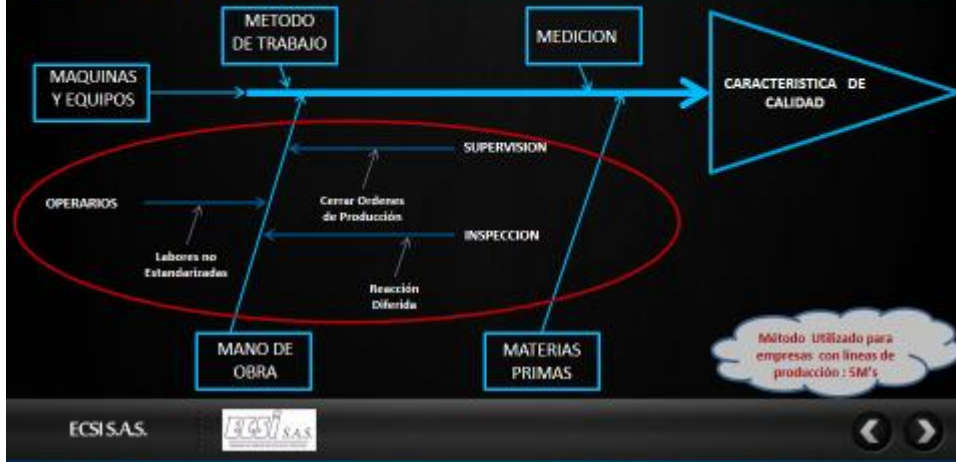 METODO
DE TRABAJO
MEDICION
MAQUINAS
Y EQUIPOS
CARACTERISTICA DE
CALIDAD
SUPERVISION
OPERARIOS
Cerrar Ordenes
de Producción
INSPECCION
Labores no
Estandarizadas
Reacción
Diferida
MANO DE
OBRA
MATERIAS
PRIMAS
Método Utilizado para
empresas con líneas de
producción : 5M's
ECSI S.A.S.
ECSi S.A.S.